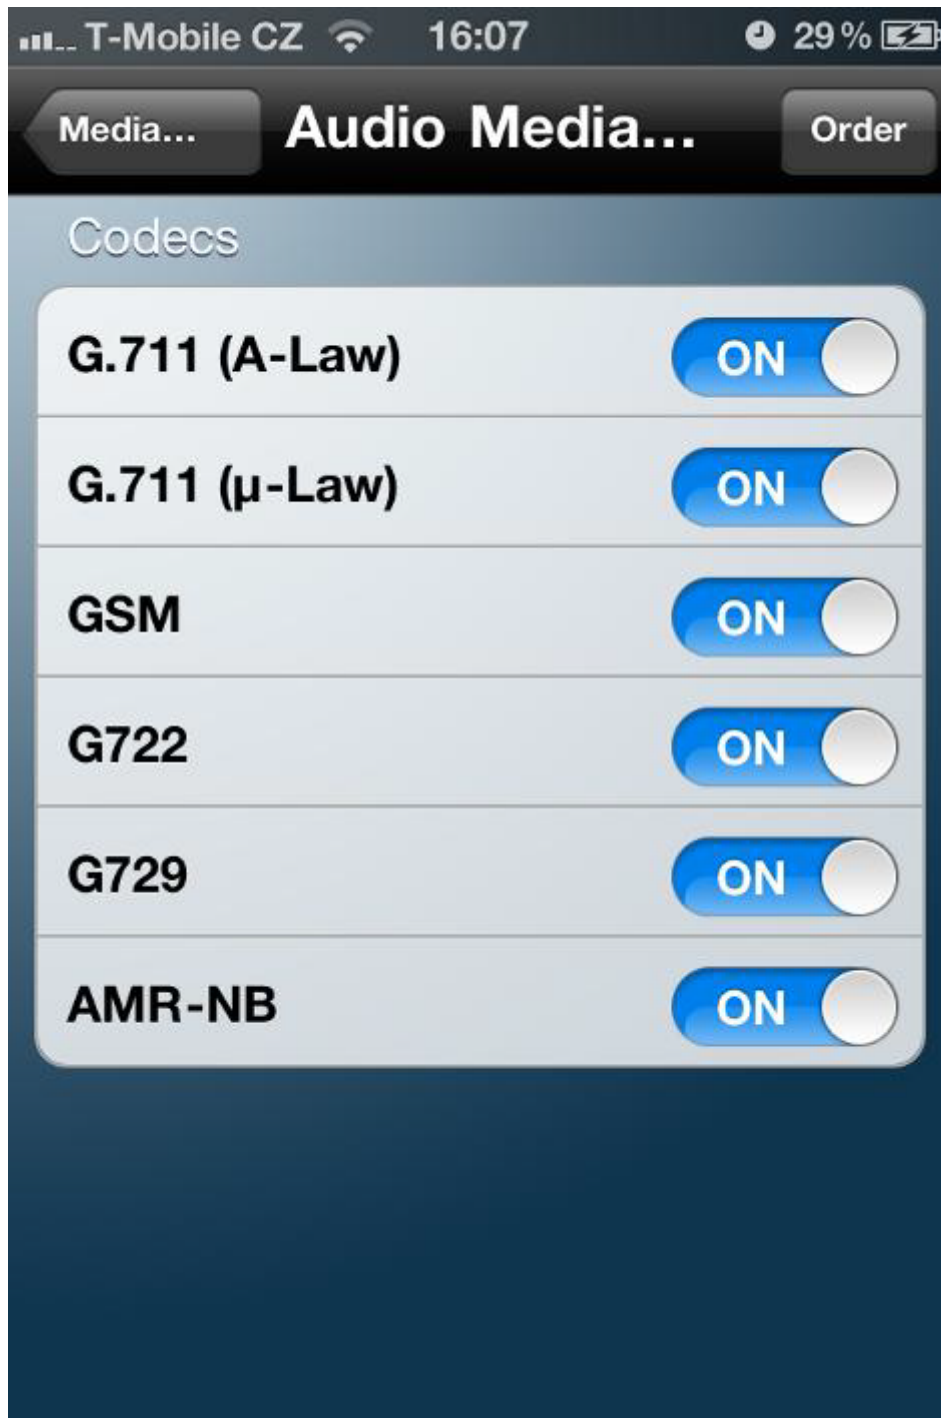 T-Mobile CZ 16:07 29%
Media... Audio Media... Order
Codecs
G.711 (A-Law) ON
G.711 (µ-Law) ON
GSM ON
G722 ON
G729 ON
AMR-NB ON